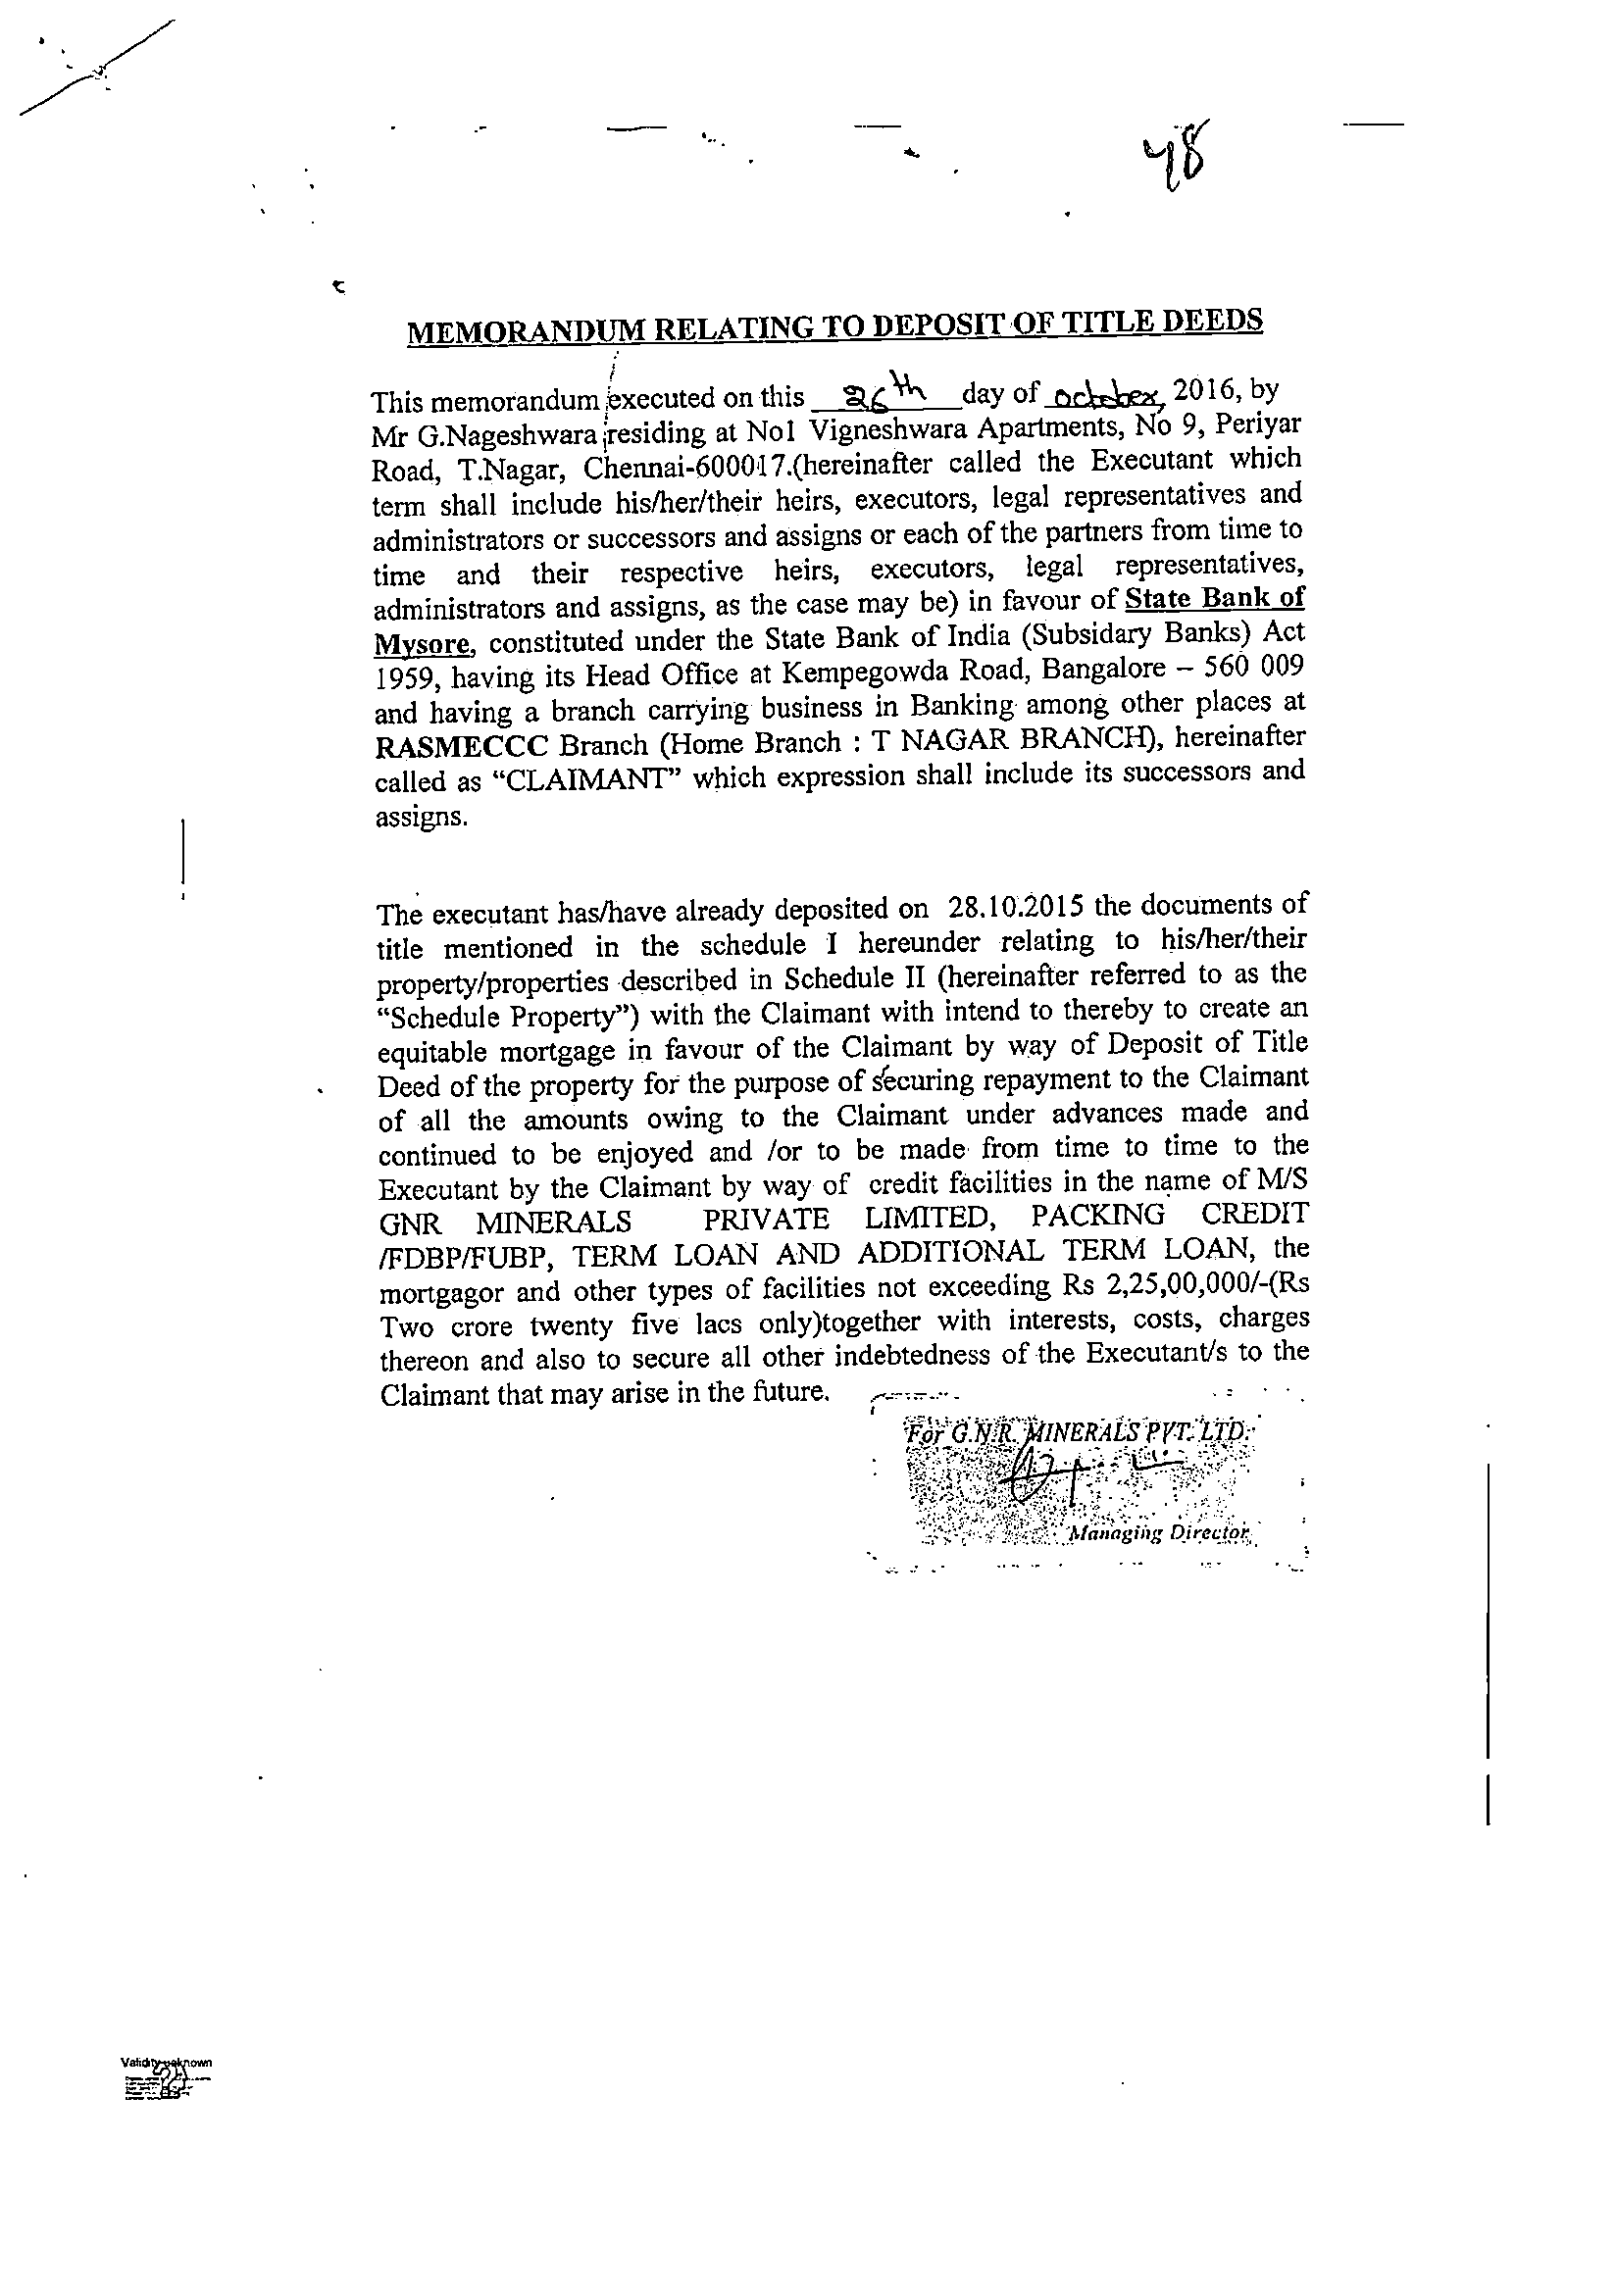 48
MEMORANDUM RELATING TO DEPOSIT OF TITLE DEEDS
This memorandum executed on this 26th day of october, 2016, by
Mr G.Nageshwara residing at No1 Vigneshwara Apartments, No 9, Periyar
Road, T.Nagar, Chennai-600017.(hereinafter called the Executant which
term shall include his/her/their heirs, executors, legal representatives and
administrators or successors and assigns or each of the partners from time to
time and their respective heirs, executors, legal representatives,
administrators and assigns, as the case may be) in favour of State Bank of
Mysore, constituted under the State Bank of India (Subsidary Banks) Act
1959, having its Head Office at Kempegowda Road, Bangalore – 560 009
and having a branch carrying business in Banking among other places at
RASMECCC Branch (Home Branch : T NAGAR BRANCH), hereinafter
called as “CLAIMANT” which expression shall include its successors and
assigns.
The executant has/have already deposited on 28.10.2015 the documents of
title mentioned in the schedule I hereunder relating to his/her/their
property/properties described in Schedule II (hereinafter referred to as the
“Schedule Property”) with the Claimant with intend to thereby to create an
equitable mortgage in favour of the Claimant by way of Deposit of Title
Deed of the property for the purpose of securing repayment to the Claimant
of all the amounts owing to the Claimant under advances made and
continued to be enjoyed and /or to be made from time to time to the
Executant by the Claimant by way of credit facilities in the name of M/S
GNR MINERALS PRIVATE LIMITED, PACKING CREDIT
/FDBP/FUBP, TERM LOAN AND ADDITIONAL TERM LOAN, the
mortgagor and other types of facilities not exceeding Rs 2,25,00,000/-(Rs
Two crore twenty five lacs only)together with interests, costs, charges
thereon and also to secure all other indebtedness of the Executant/s to the
Claimant that may arise in the future.
For G.N.R. MINERALS PVT. LTD.
Managing Director
Validity unknown